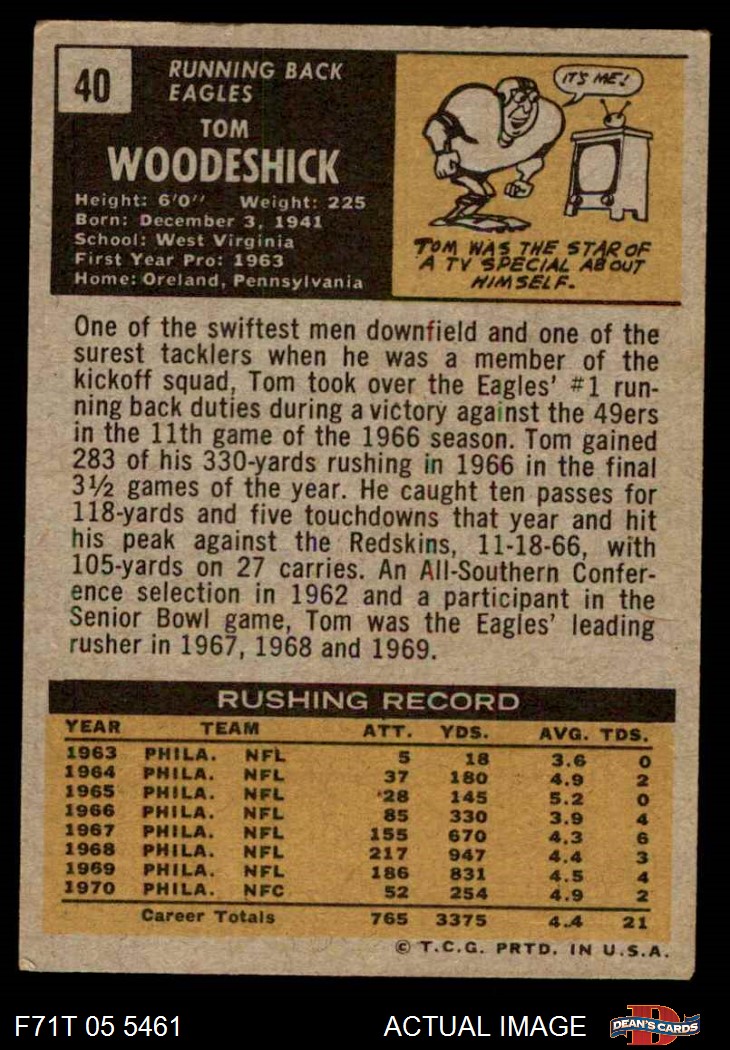 40
RUNNING BACK
EAGLES
TOM
WOODESHICK
Height: 6'0" Weight: 225
Born: December 3, 1941
School: West Virginia
First Year Pro: 1963
Home: Oreland, Pennsylvania
IT'S ME!
TOM WAS THE STAR OF
A TV SPECIAL ABOUT
HIMSELF.
One of the swiftest men downfield and one of the
surest tacklers when he was a member of the
kickoff squad, Tom took over the Eagles' #1 run-
ning back duties during a victory against the 49ers
in the 11th game of the 1966 season. Tom gained
283 of his 330-yards rushing in 1966 in the final
3½ games of the year. He caught ten passes for
118-yards and five touchdowns that year and hit
his peak against the Redskins, 11-18-66, with
105-yards on 27 carries. An All-Southern Confer-
ence selection in 1962 and a participant in the
Senior Bowl game, Tom was the Eagles' leading
rusher in 1967, 1968 and 1969.
RUSHING RECORD
YEAR TEAM ATT. YDS. AVG. TDS.
1963 PHILA. NFL 5 18 3.6 0
1964 PHILA. NFL 37 180 4.9 2
1965 PHILA. NFL 28 145 5.2 0
1966 PHILA. NFL 85 330 3.9 4
1967 PHILA. NFL 155 670 4.3 6
1968 PHILA. NFL 217 947 4.4 3
1969 PHILA. NFL 186 831 4.5 4
1970 PHILA. NFC 52 254 4.9 2
Career Totals 765 3375 4.4 21
© T.C.G. PRTD. IN U.S.A.
F71T 05 5461 ACTUAL IMAGE D DEAN'S CARDS